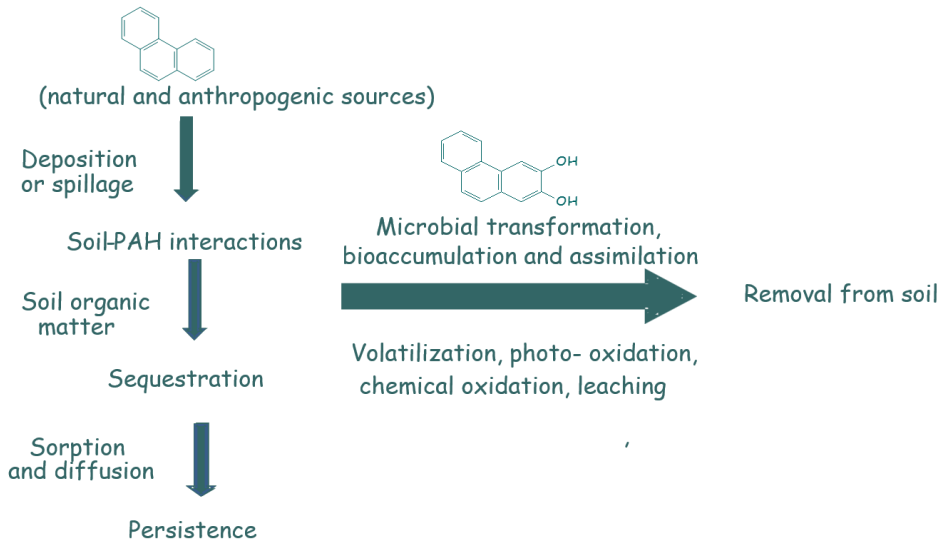 (natural and anthropogenic sources)
Deposition
or spillage
OH
OH
Microbial transformation,
bioaccumulation and assimilation
Soil-PAH interactions
Soil organic
matter
Removal from soil
Volatilization, photo- oxidation,
chemical oxidation, leaching
Sequestration
,
Sorption
and diffusion
Persistence